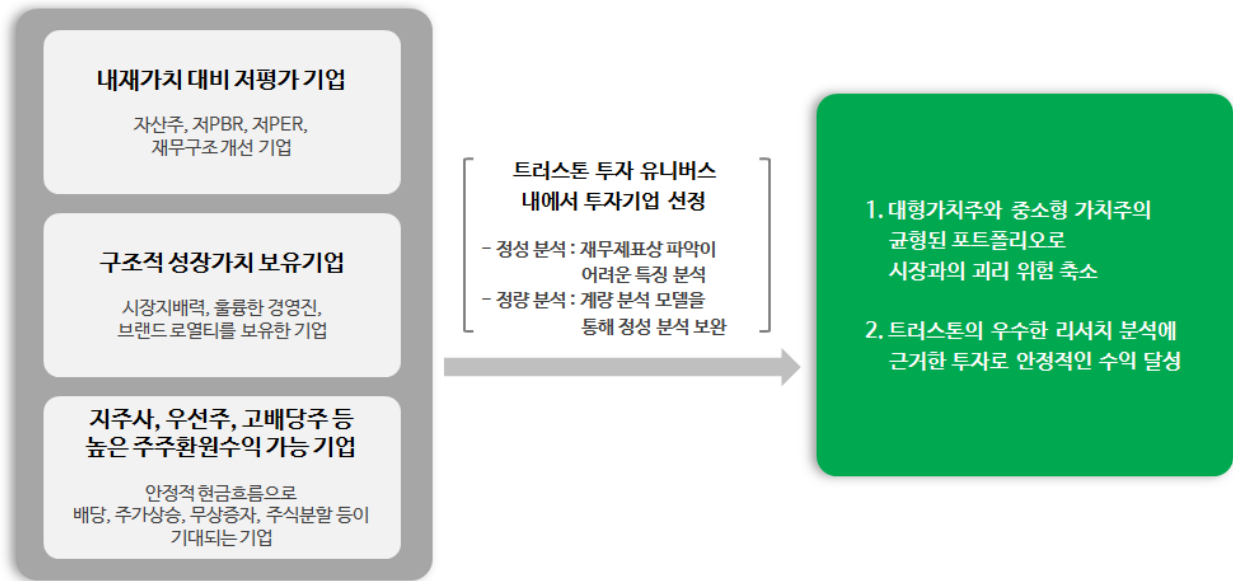 내재가치 대비 저평가 기업
자산주, 저PBR, 저PER,
재무구조 개선 기업
구조적 성장가치 보유기업
시장지배력, 훌륭한 경영진,
브랜드 로열티를 보유한 기업
지주사, 우선주, 고배당주 등
높은 주주환원수익 가능 기업
안정적 현금흐름으로
배당, 주가상승, 무상증자, 주식분할 등이
기대되는 기업
트러스톤 투자 유니버스
내에서 투자기업 선정
- 정성 분석 : 재무제표상 파악이
어려운 특징 분석
- 정량 분석 : 계량 분석 모델을
통해 정성 분석 보완
1. 대형가치주와 중소형 가치주의
균형된 포트폴리오로
시장과의 괴리 위험 축소
2. 트러스톤의 우수한 리서치 분석에
근거한 투자로 안정적인 수익 달성